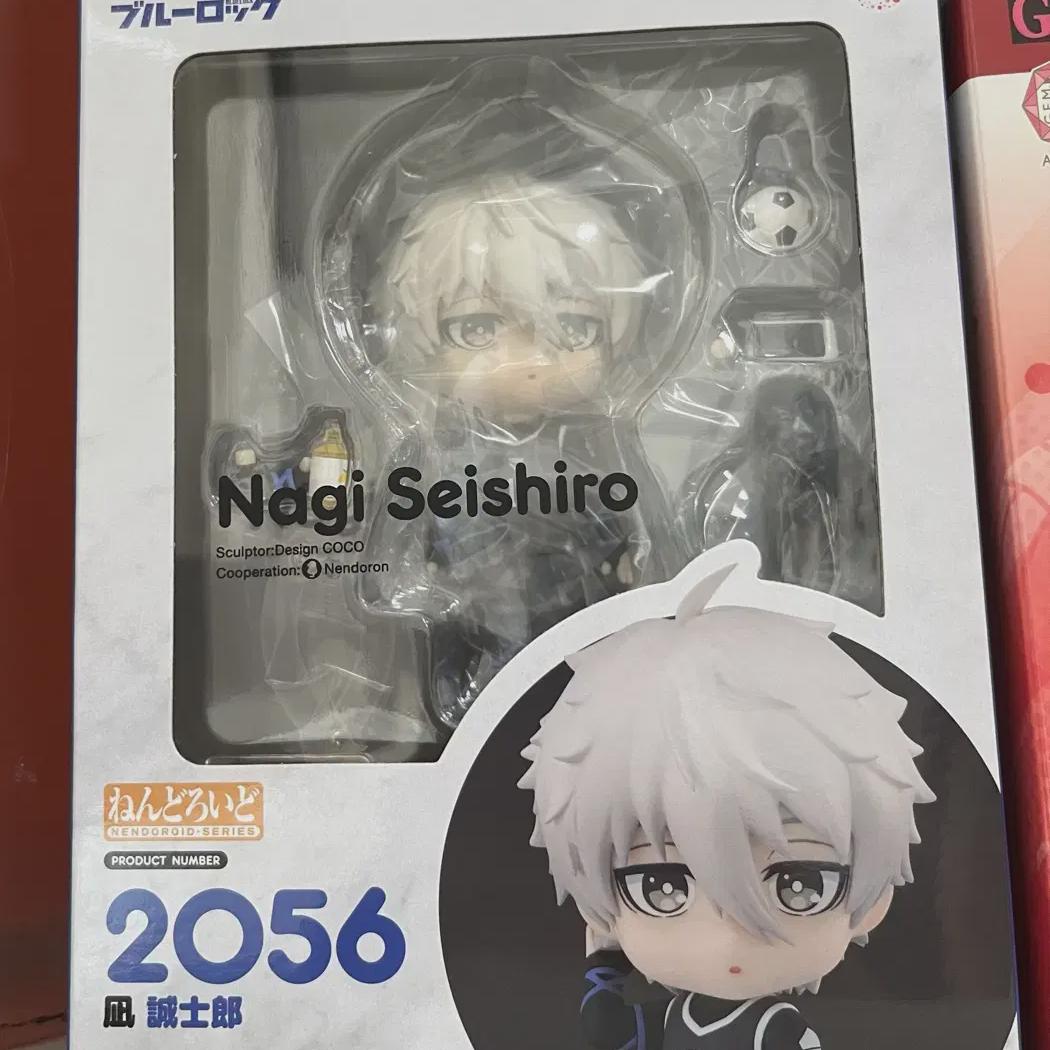 ブルーロック
Nagi Seishiro
Sculptor:Design COCO
Cooperation: Nendoron
ねんどろいど
NENDOROID·SERIES
PRODUCT NUMBER
2056
凪 誠士郎
G
GEM
A